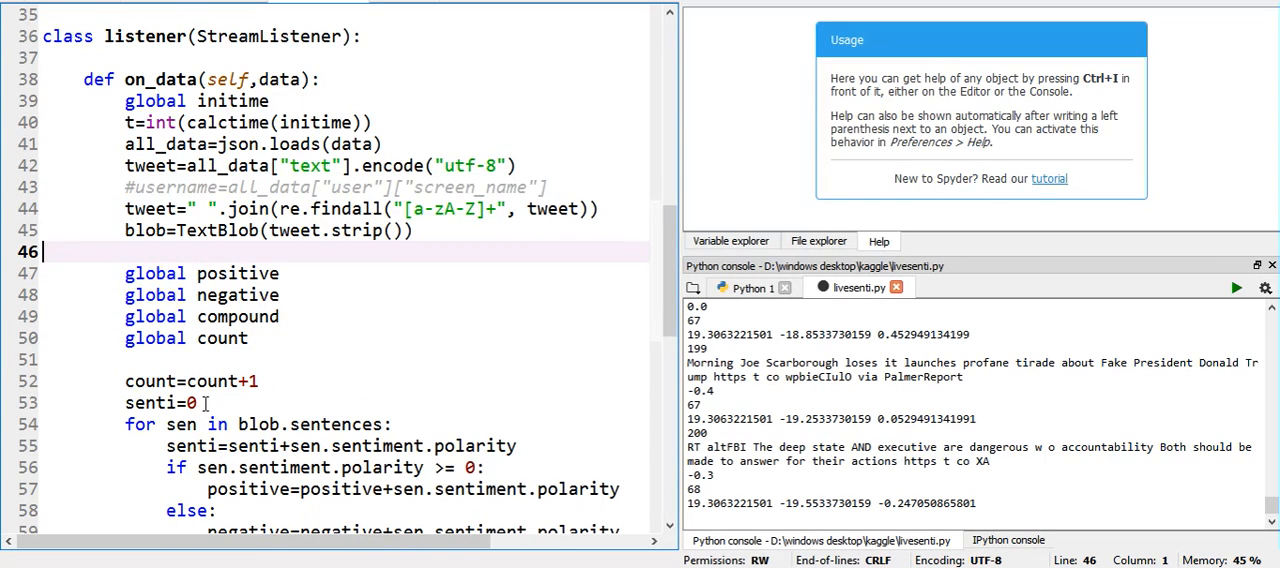 35
36 class listener(StreamListener):
37
38 def on_data(self,data):
39 global initime
40 t=int(calctime(initime))
41 all_data=json.loads(data)
42 tweet=all_data["text"].encode("utf-8")
43 #username=all_data["user"]["screen_name"]
44 tweet=" ".join(re.findall("[a-zA-Z]+", tweet))
45 blob=TextBlob(tweet.strip())
46
47 global positive
48 global negative
49 global compound
50 global count
51
52 count=count+1
53 senti=0
54 for sen in blob.sentences:
55 senti=senti+sen.sentiment.polarity
56 if sen.sentiment.polarity >= 0:
57 positive=positive+sen.sentiment.polarity
58 else:
59 negative=negative+sen.sentiment.polarity
Usage
Here you can get help of any object by pressing Ctrl+I in
front of it, either on the Editor or the Console.
Help can also be shown automatically after writing a left
parenthesis next to an object. You can activate this
behavior in Preferences > Help.
New to Spyder? Read our tutorial
Variable explorer File explorer Help
Python console - D:\windows desktop\kaggle\livesenti.py
Python 1 livesenti.py
0.0
67
19.3063221501 -18.8533730159 0.452949134199
199
Morning Joe Scarborough loses it launches profane tirade about Fake President Donald Tr
ump https t co wpbieCIulO via PalmerReport
-0.4
67
19.3063221501 -19.2533730159 0.0529491341991
200
RT altFBI The deep state AND executive are dangerous w o accountability Both should be
made to answer for their actions https t co XA
-0.3
68
19.3063221501 -19.5533730159 -0.247050865801
Python console - D:\windows desktop\kaggle\livesenti.py IPython console
Permissions: RW End-of-lines: CRLF Encoding: UTF-8 Line: 46 Column: 1 Memory: 45 %